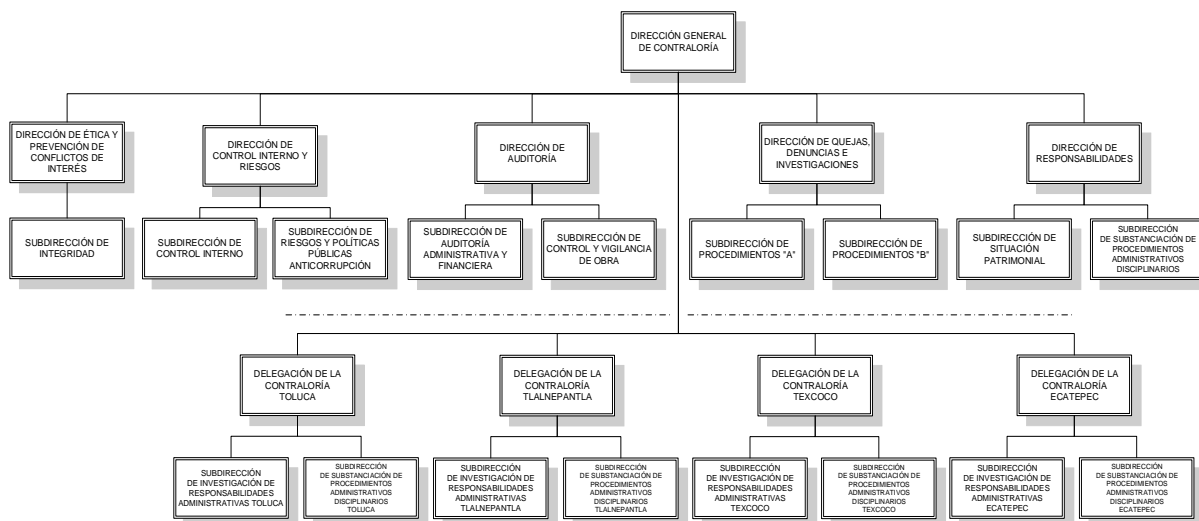 DIRECCIÓN GENERAL
DE CONTRALORÍA
DIRECCIÓN DE ÉTICA Y
PREVENCIÓN DE
CONFLICTOS DE
INTERÉS
DIRECCIÓN DE
CONTROL INTERNO Y
RIESGOS
DIRECCIÓN DE
AUDITORÍA
DIRECCIÓN DE QUEJAS,
DENUNCIAS E
INVESTIGACIONES
DIRECCIÓN DE
RESPONSABILIDADES
SUBDIRECCIÓN DE
INTEGRIDAD
SUBDIRECCIÓN DE
CONTROL INTERNO
SUBDIRECCIÓN DE
RIESGOS Y POLÍTICAS
PÚBLICAS
ANTICORRUPCIÓN
SUBDIRECCIÓN DE
AUDITORÍA
ADMINISTRATIVA Y
FINANCIERA
SUBDIRECCIÓN DE
CONTROL Y VIGILANCIA
DE OBRA
SUBDIRECCIÓN DE
PROCEDIMIENTOS "A"
SUBDIRECCIÓN DE
PROCEDIMIENTOS "B"
SUBDIRECCIÓN DE
SITUACIÓN
PATRIMONIAL
SUBDIRECCIÓN
DE SUBSTANCIACIÓN DE
PROCEDIMIENTOS
ADMINISTRATIVOS
DISCIPLINARIOS
DELEGACIÓN DE LA
CONTRALORÍA
TOLUCA
DELEGACIÓN DE LA
CONTRALORÍA
TLALNEPANTLA
DELEGACIÓN DE LA
CONTRALORÍA
TEXCOCO
DELEGACIÓN DE LA
CONTRALORÍA
ECATEPEC
SUBDIRECCIÓN
DE INVESTIGACIÓN DE
RESPONSABILIDADES
ADMINISTRATIVAS TOLUCA
SUBDIRECCIÓN
DE SUBSTANCIACIÓN DE
PROCEDIMIENTOS
ADMINISTRATIVOS
DISCIPLINARIOS
TOLUCA
SUBDIRECCIÓN
DE INVESTIGACIÓN DE
RESPONSABILIDADES
ADMINISTRATIVAS
TLALNEPANTLA
SUBDIRECCIÓN
DE SUBSTANCIACIÓN DE
PROCEDIMIENTOS
ADMINISTRATIVOS
DISCIPLINARIOS
TLALNEPANTLA
SUBDIRECCIÓN
DE INVESTIGACIÓN DE
RESPONSABILIDADES
ADMINISTRATIVAS
TEXCOCO
SUBDIRECCIÓN
DE SUBSTANCIACIÓN DE
PROCEDIMIENTOS
ADMINISTRATIVOS
DISCIPLINARIOS
TEXCOCO
SUBDIRECCIÓN
DE INVESTIGACIÓN DE
RESPONSABILIDADES
ADMINISTRATIVAS
ECATEPEC
SUBDIRECCIÓN
DE SUBSTANCIACIÓN DE
PROCEDIMIENTOS
ADMINISTRATIVOS
DISCIPLINARIOS
ECATEPEC